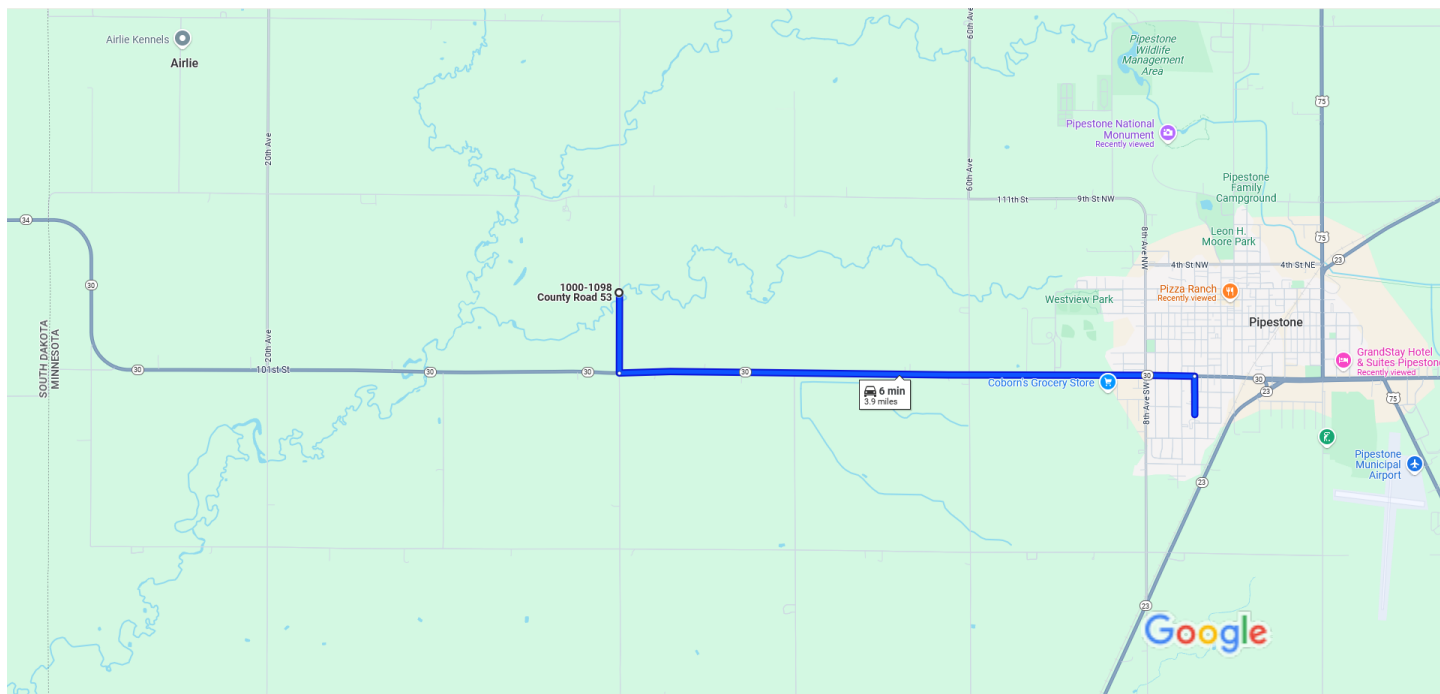 60th Ave
Pipestone
Wildlife
Management
Area
Airlie Kennels
Airlie
75
20th Ave
Pipestone National
Monument
Recently viewed
60th Ave
Pipestone
Family
Campground
111th St
9th St NW
34
Leon H.
Moore Park
75
8th Ave NW
23
4th St NW
4th St NE
30
1000-1098
County Road 53
Pizza Ranch
Recently viewed
Westview Park
Pipestone
SOUTH DAKOTA
MINNESOTA
20th Ave
GrandStay Hotel
& Suites Pipestone
Recently viewed
30
101st St
30
30
30
30
30
Coborn's Grocery Store
6 min
3.9 miles
23
75
8th Ave SW
Pipestone
Municipal
Airport
23
23
Google